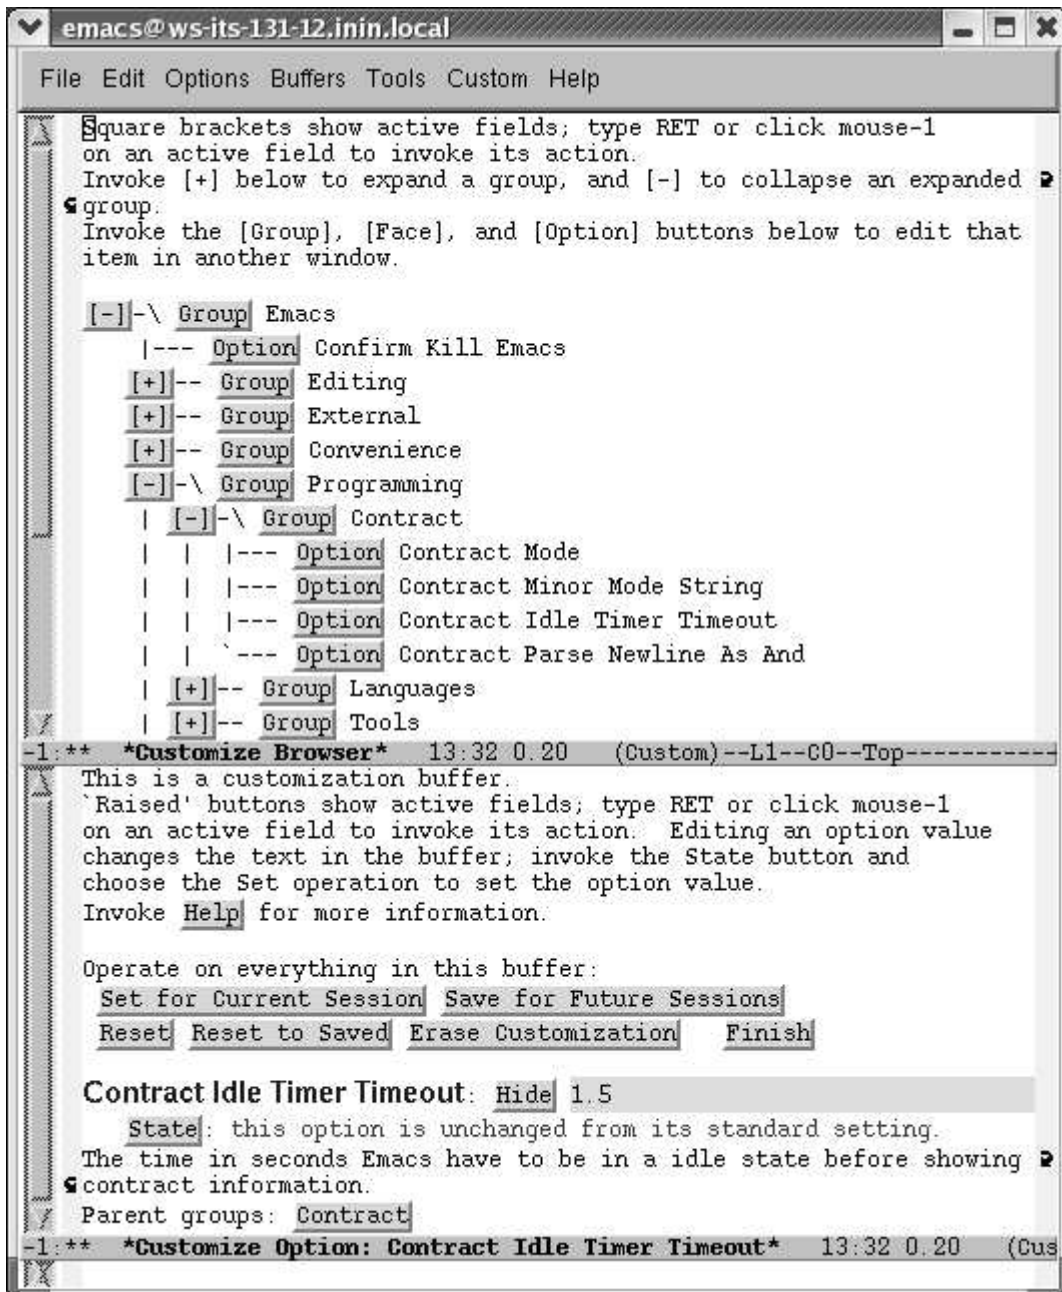 emacs@ws-its-131-12.inin.local
File Edit Options Buffers Tools Custom Help
Square brackets show active fields; type RET or click mouse-1
on an active field to invoke its action.
Invoke [+] below to expand a group, and [-] to collapse an expanded
group.
Invoke the [Group], [Face], and [Option] buttons below to edit that
item in another window.
[-]-\ Group Emacs
|--- Option Confirm Kill Emacs
[+]-- Group Editing
[+]-- Group External
[+]-- Group Convenience
[-]-\ Group Programming
| [-]-\ Group Contract
| | |--- Option Contract Mode
| | |--- Option Contract Minor Mode String
| | |--- Option Contract Idle Timer Timeout
| | `--- Option Contract Parse Newline As And
| [+]-- Group Languages
| [+]-- Group Tools
-1:** *Customize Browser* 13:32 0.20 (Custom)--L1--C0--Top-----------
This is a customization buffer.
`Raised' buttons show active fields; type RET or click mouse-1
on an active field to invoke its action. Editing an option value
changes the text in the buffer; invoke the State button and
choose the Set operation to set the option value.
Invoke Help for more information.
Operate on everything in this buffer:
Set for Current Session Save for Future Sessions
Reset Reset to Saved Erase Customization Finish
Contract Idle Timer Timeout: Hide 1.5
State: this option is unchanged from its standard setting.
The time in seconds Emacs have to be in a idle state before showing
contract information.
Parent groups: Contract
-1:** *Customize Option: Contract Idle Timer Timeout* 13:32 0.20 (Cus